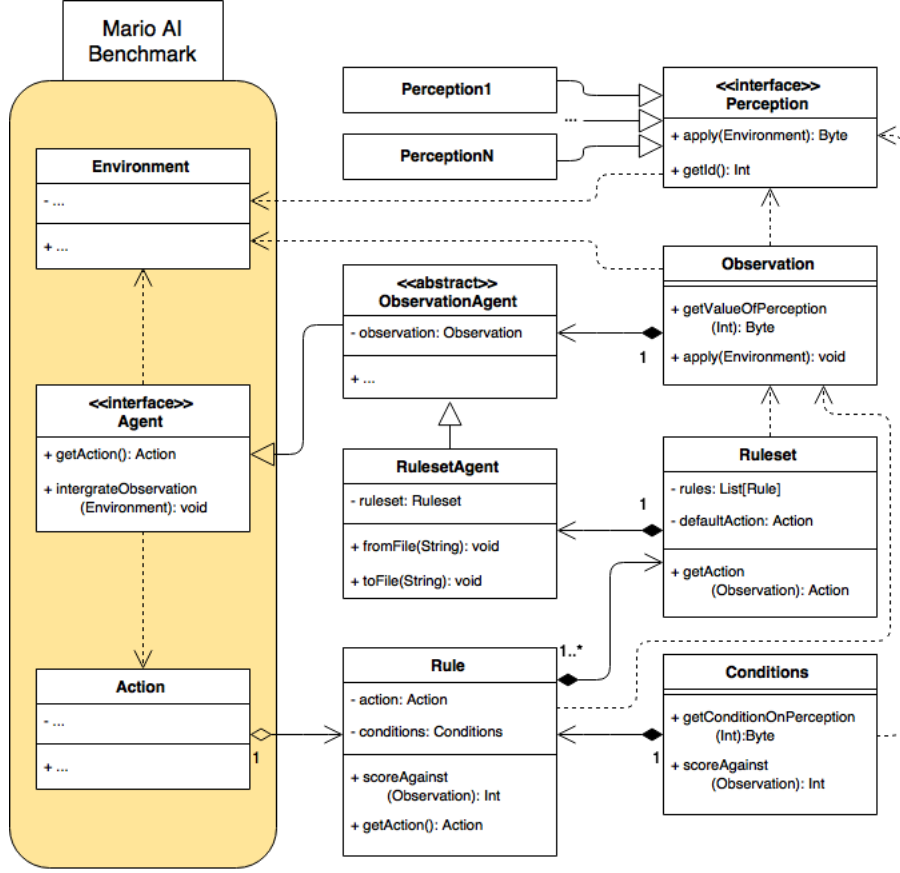 Mario AI
Benchmark
Environment
- ...
+ ...
<<interface>>
Agent
+ getAction(): Action
+ intergrateObservation
(Environment): void
Action
- ...
+ ...
1
Perception1
...
PerceptionN
<<interface>>
Perception
+ apply(Environment): Byte
+ getId(): Int
<<abstract>>
ObservationAgent
- observation: Observation
+ ...
1
Observation
+ getValueOfPerception
(Int): Byte
+ apply(Environment): void
RulesetAgent
- ruleset: Ruleset
+ fromFile(String): void
+ toFile(String): void
1
Ruleset
- rules: List[Rule]
- defaultAction: Action
+ getAction
(Observation): Action
1..*
Rule
- action: Action
- conditions: Conditions
+ scoreAgainst
(Observation): Int
+ getAction(): Action
1
Conditions
+ getConditionOnPerception
(Int):Byte
+ scoreAgainst
(Observation): Int